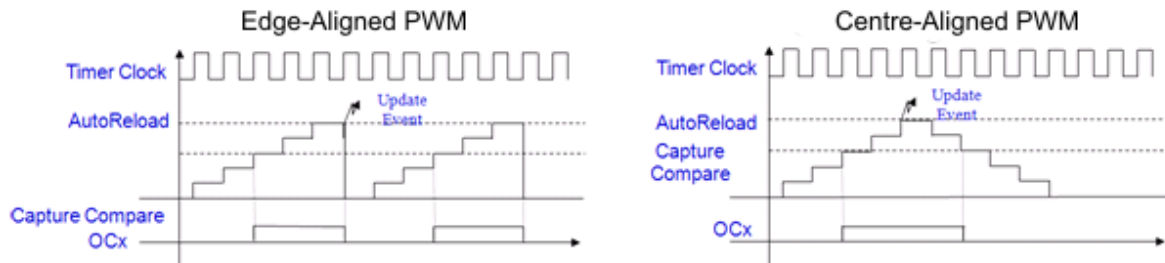 Edge-Aligned PWM
Timer Clock
AutoReload
Update
Event
Capture Compare
OCx
Centre-Aligned PWM
Timer Clock
AutoReload
Update
Event
Capture
Compare
OCx